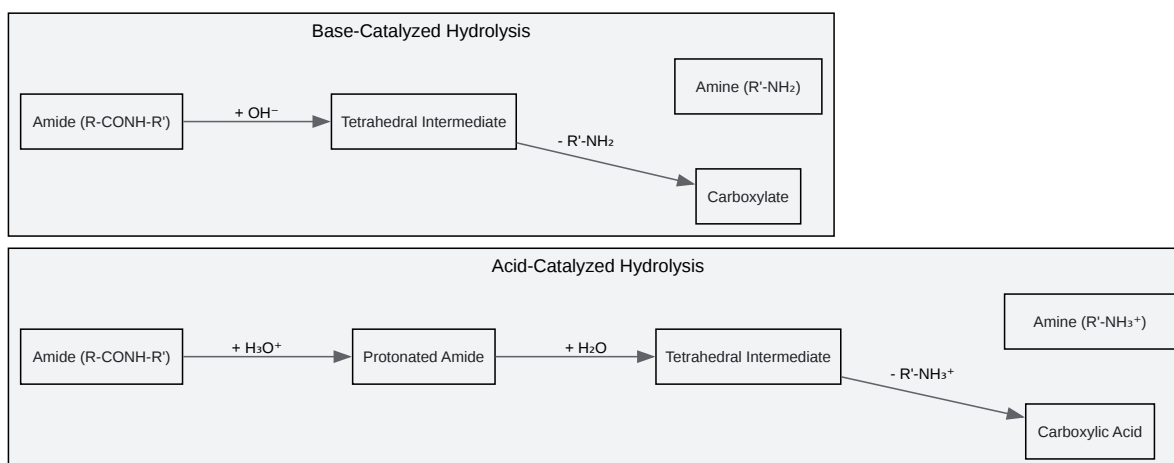 Base-Catalyzed Hydrolysis
Amine (R'-NH₂)
Amide (R-CONH-R')
+ OH⁻
Tetrahedral Intermediate
- R'-NH₂
Carboxylate
Acid-Catalyzed Hydrolysis
Amine (R'-NH₃⁺)
Amide (R-CONH-R')
+ H₃O⁺
Protonated Amide
+ H₂O
Tetrahedral Intermediate
- R'-NH₃⁺
Carboxylic Acid